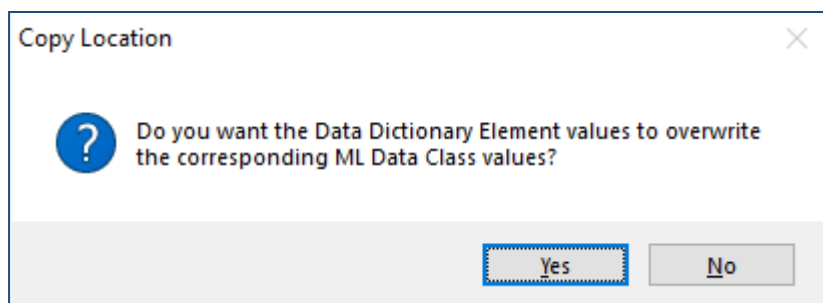 Copy Location
?
Do you want the Data Dictionary Element values to overwrite
the corresponding ML Data Class values?
Yes
No